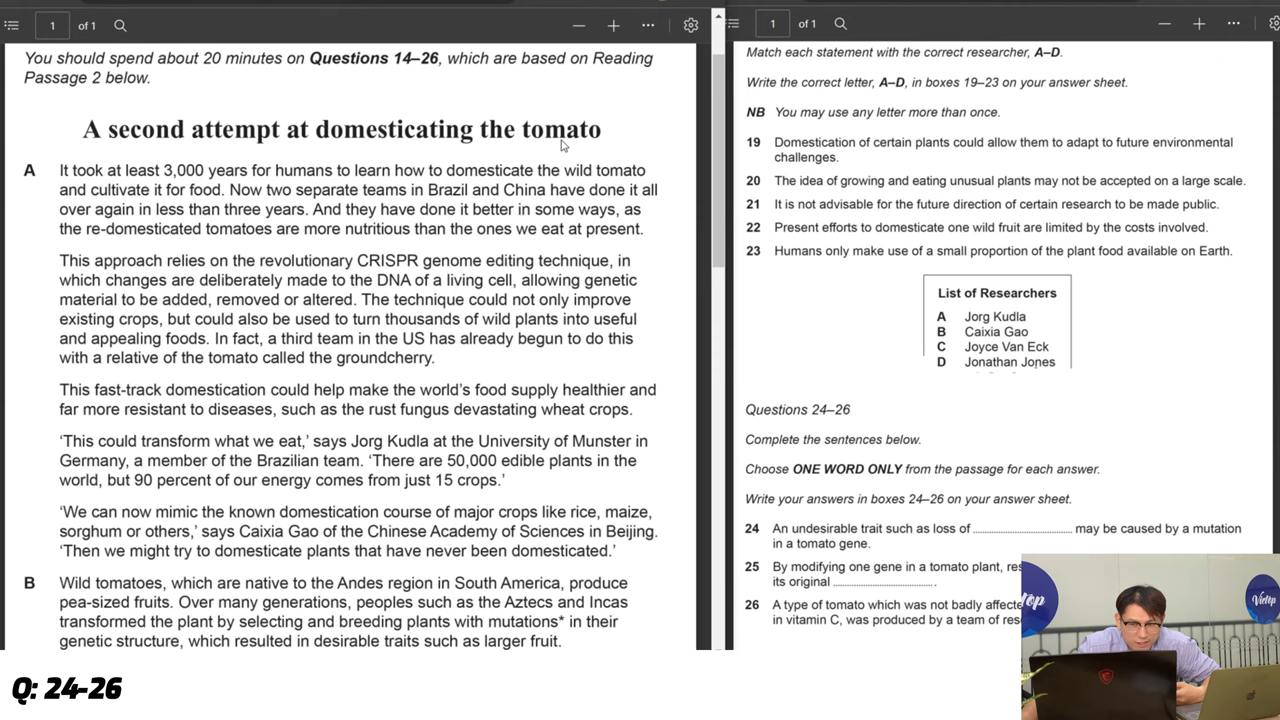 1 of 1
You should spend about 20 minutes on Questions 14–26, which are based on Reading
Passage 2 below.
A second attempt at domesticating the tomato
A It took at least 3,000 years for humans to learn how to domesticate the wild tomato
and cultivate it for food. Now two separate teams in Brazil and China have done it all
over again in less than three years. And they have done it better in some ways, as
the re-domesticated tomatoes are more nutritious than the ones we eat at present.
This approach relies on the revolutionary CRISPR genome editing technique, in
which changes are deliberately made to the DNA of a living cell, allowing genetic
material to be added, removed or altered. The technique could not only improve
existing crops, but could also be used to turn thousands of wild plants into useful
and appealing foods. In fact, a third team in the US has already begun to do this
with a relative of the tomato called the groundcherry.
This fast-track domestication could help make the world's food supply healthier and
far more resistant to diseases, such as the rust fungus devastating wheat crops.
'This could transform what we eat,' says Jorg Kudla at the University of Munster in
Germany, a member of the Brazilian team. 'There are 50,000 edible plants in the
world, but 90 percent of our energy comes from just 15 crops.'
'We can now mimic the known domestication course of major crops like rice, maize,
sorghum or others,' says Caixia Gao of the Chinese Academy of Sciences in Beijing.
'Then we might try to domesticate plants that have never been domesticated.'
B Wild tomatoes, which are native to the Andes region in South America, produce
pea-sized fruits. Over many generations, peoples such as the Aztecs and Incas
transformed the plant by selecting and breeding plants with mutations* in their
genetic structure, which resulted in desirable traits such as larger fruit.
1 of 1
Match each statement with the correct researcher, A–D.
Write the correct letter, A–D, in boxes 19–23 on your answer sheet.
NB You may use any letter more than once.
19 Domestication of certain plants could allow them to adapt to future environmental
challenges.
20 The idea of growing and eating unusual plants may not be accepted on a large scale.
21 It is not advisable for the future direction of certain research to be made public.
22 Present efforts to domesticate one wild fruit are limited by the costs involved.
23 Humans only make use of a small proportion of the plant food available on Earth.
List of Researchers
A Jorg Kudla
B Caixia Gao
C Joyce Van Eck
D Jonathan Jones
Questions 24–26
Complete the sentences below.
Choose ONE WORD ONLY from the passage for each answer.
Write your answers in boxes 24–26 on your answer sheet.
24 An undesirable trait such as loss of ........................ may be caused by a mutation
in a tomato gene.
25 By modifying one gene in a tomato plant, res
its original ........................ .
26 A type of tomato which was not badly affecte
in vitamin C, was produced by a team of res
Q: 24-26